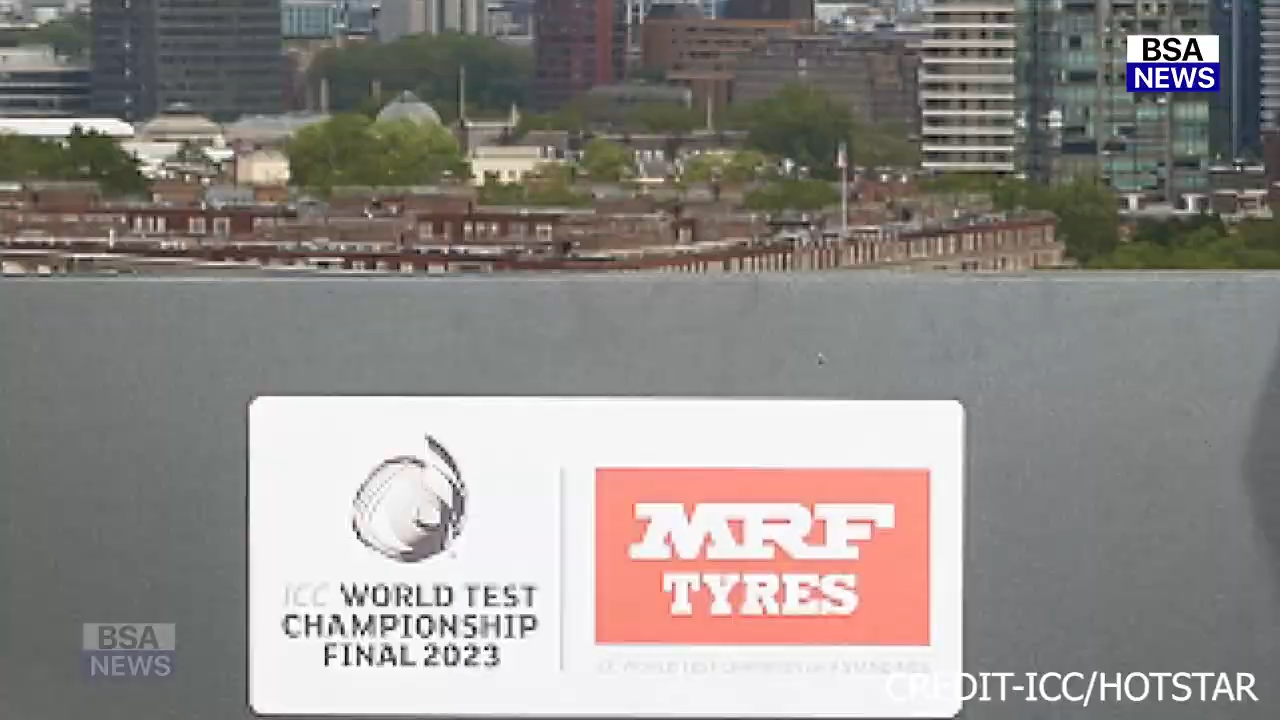 BSA
NEWS
ICC WORLD TEST
CHAMPIONSHIP
FINAL 2023
MRF
TYRES
BSA
NEWS
CREDIT-ICC/HOTSTAR